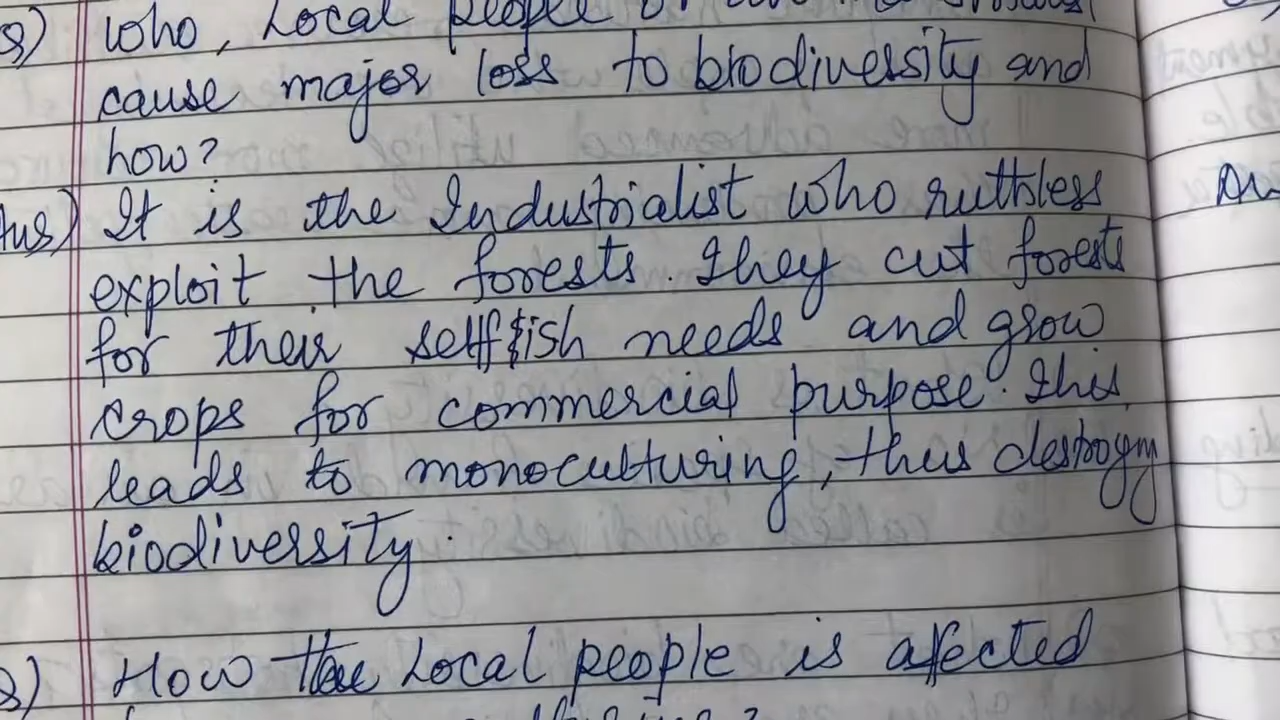 Q) Who, Local people or
cause major loss to biodiversity and
how?
Ans) It is the Industrialist who ruthless
exploit the forests. They cut forests
for their selffish needs and grow
crops for commercial purpose. This
leads to monoculturing, thus destroyng
biodiversity.
Q) How the Local people is affected